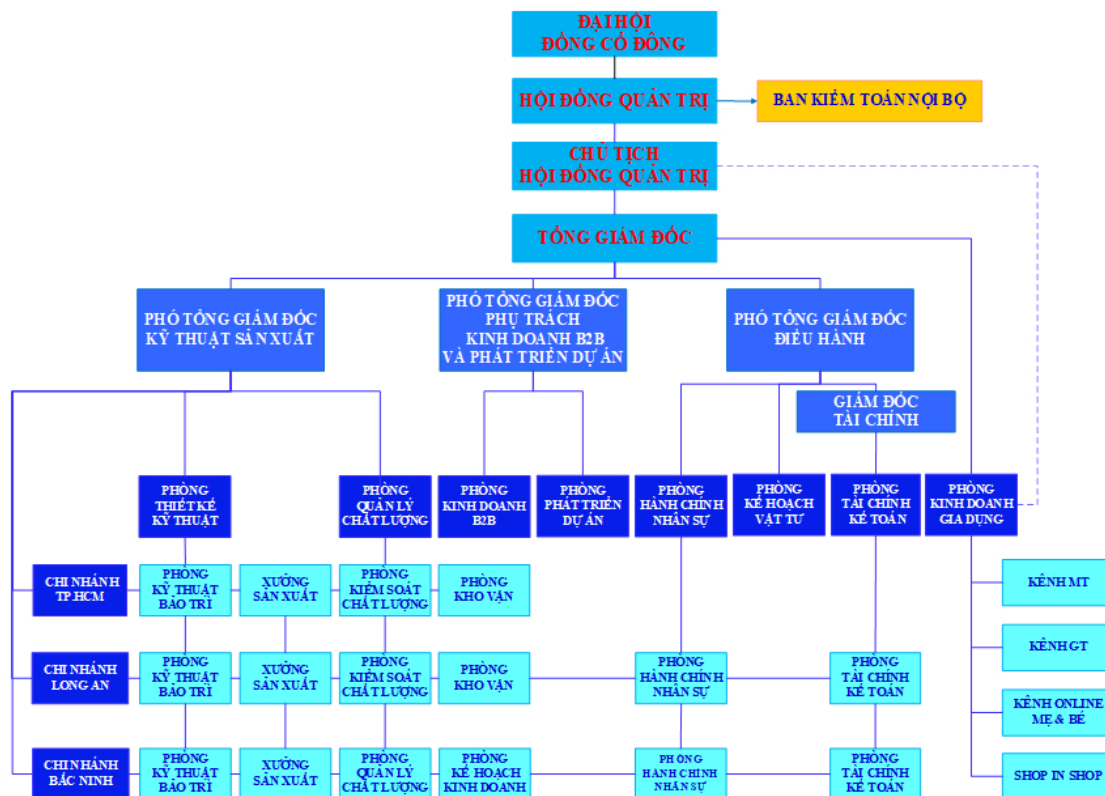 ĐẠI HỘI
ĐỒNG CỔ ĐÔNG
HỘI ĐỒNG QUẢN TRỊ
BAN KIỂM TOÁN NỘI BỘ
CHỦ TỊCH
HỘI ĐỒNG QUẢN TRỊ
TỔNG GIÁM ĐỐC
PHÓ TỔNG GIÁM ĐỐC
KỸ THUẬT SẢN XUẤT
PHÓ TỔNG GIÁM ĐỐC
PHỤ TRÁCH
KINH DOANH B2B
VÀ PHÁT TRIỂN DỰ ÁN
PHÓ TỔNG GIÁM ĐỐC
ĐIỀU HÀNH
GIÁM ĐỐC
TÀI CHÍNH
PHÒNG
THIẾT KẾ
KỸ THUẬT
PHÒNG
QUẢN LÝ
CHẤT LƯỢNG
PHÒNG
KINH DOANH
B2B
PHÒNG
PHÁT TRIỂN
DỰ ÁN
PHÒNG
HÀNH CHÍNH
NHÂN SỰ
PHÒNG
KẾ HOẠCH
VẬT TƯ
PHÒNG
TÀI CHÍNH
KẾ TOÁN
PHÒNG
KINH DOANH
GIA DỤNG
CHI NHÁNH
TP.HCM
PHÒNG
KỸ THUẬT
BẢO TRÌ
XƯỞNG
SẢN XUẤT
PHÒNG
KIỂM SOÁT
CHẤT LƯỢNG
PHÒNG
KHO VẬN
KÊNH MT
CHI NHÁNH
LONG AN
PHÒNG
KỸ THUẬT
BẢO TRÌ
XƯỞNG
SẢN XUẤT
PHÒNG
KIỂM SOÁT
CHẤT LƯỢNG
PHÒNG
KHO VẬN
PHÒNG
HÀNH CHÍNH
NHÂN SỰ
PHÒNG
TÀI CHÍNH
KẾ TOÁN
KÊNH GT
KÊNH ONLINE
MẸ & BÉ
CHI NHÁNH
BẮC NINH
PHÒNG
KỸ THUẬT
BẢO TRÌ
XƯỞNG
SẢN XUẤT
PHÒNG
QUẢN LÝ
CHẤT LƯỢNG
PHÒNG
KẾ HOẠCH
KINH DOANH
PHÒNG
HÀNH CHÍNH
NHÂN SỰ
PHÒNG
TÀI CHÍNH
KẾ TOÁN
SHOP IN SHOP